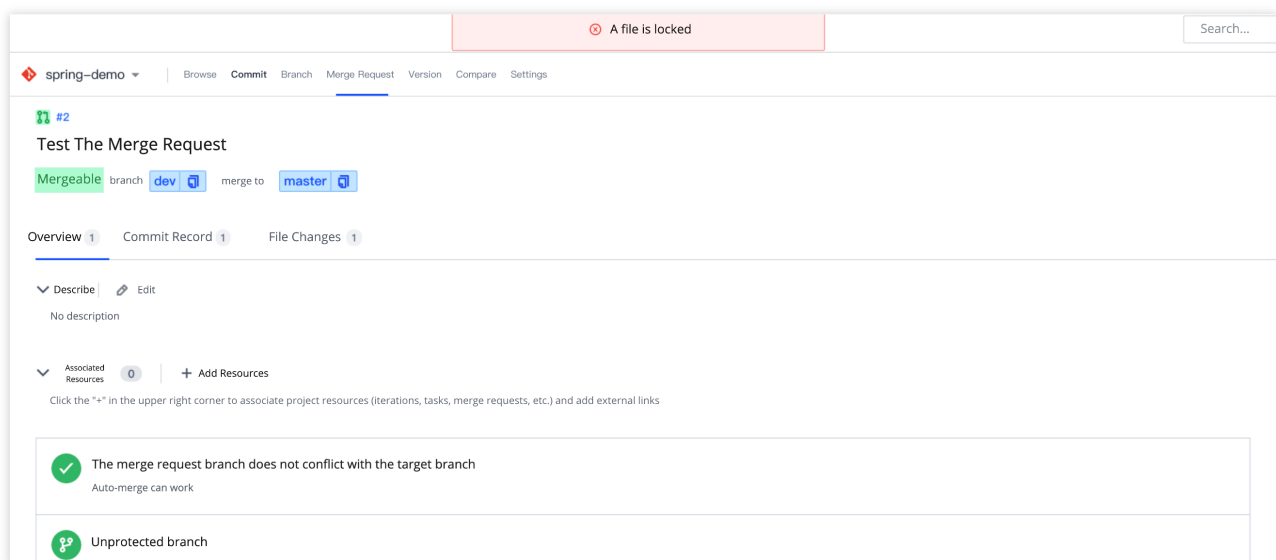 A file is locked
Search...
spring-demo Browse Commit Branch Merge Request Version Compare Settings
#2
Test The Merge Request
Mergeable branch dev merge to master
Overview 1 Commit Record 1 File Changes 1
Describe Edit
No description
Associated
Resources 0 + Add Resources
Click the "+" in the upper right corner to associate project resources (iterations, tasks, merge requests, etc.) and add external links
The merge request branch does not conflict with the target branch
Auto-merge can work
Unprotected branch